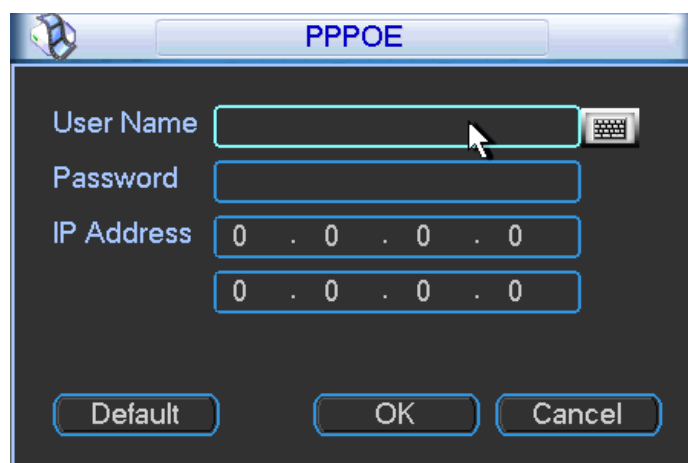 PPPOE
User Name
Password
IP Address 0 . 0 . 0 . 0
0 . 0 . 0 . 0
Default OK Cancel